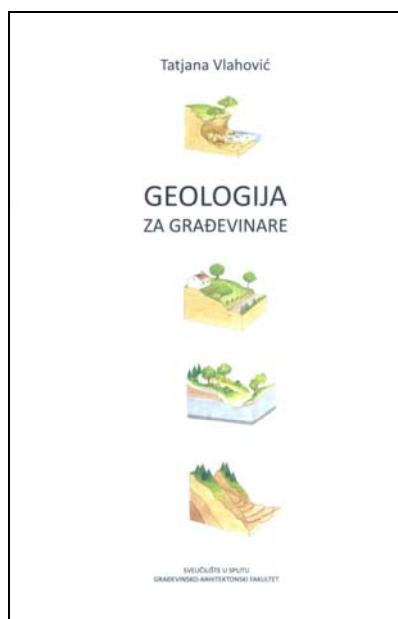 Tatjana Vlahović
GEOLOGIJA
ZA GRAĐEVINARE
SVEUČILIŠTE U SPLITU
GRAĐEVINSKO-ARHITEKTONSKI FAKULTET